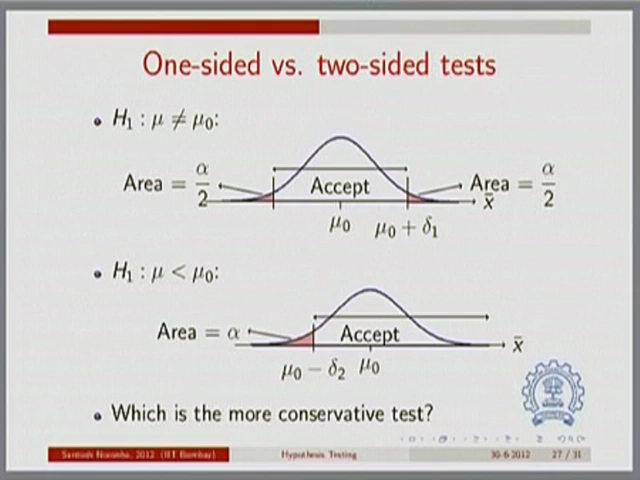 One-sided vs. two-sided tests
• H₁ : μ ≠ μ₀:
Area = α/2
Accept
Area = α/2
x̄
μ₀
μ₀ + δ₁
• H₁ : μ < μ₀:
Area = α
Accept
x̄
μ₀ − δ₂
μ₀
• Which is the more conservative test?
Santosh Noronha, 2012 (IIT Bombay)
Hypothesis Testing
30-6-2012
27 / 31